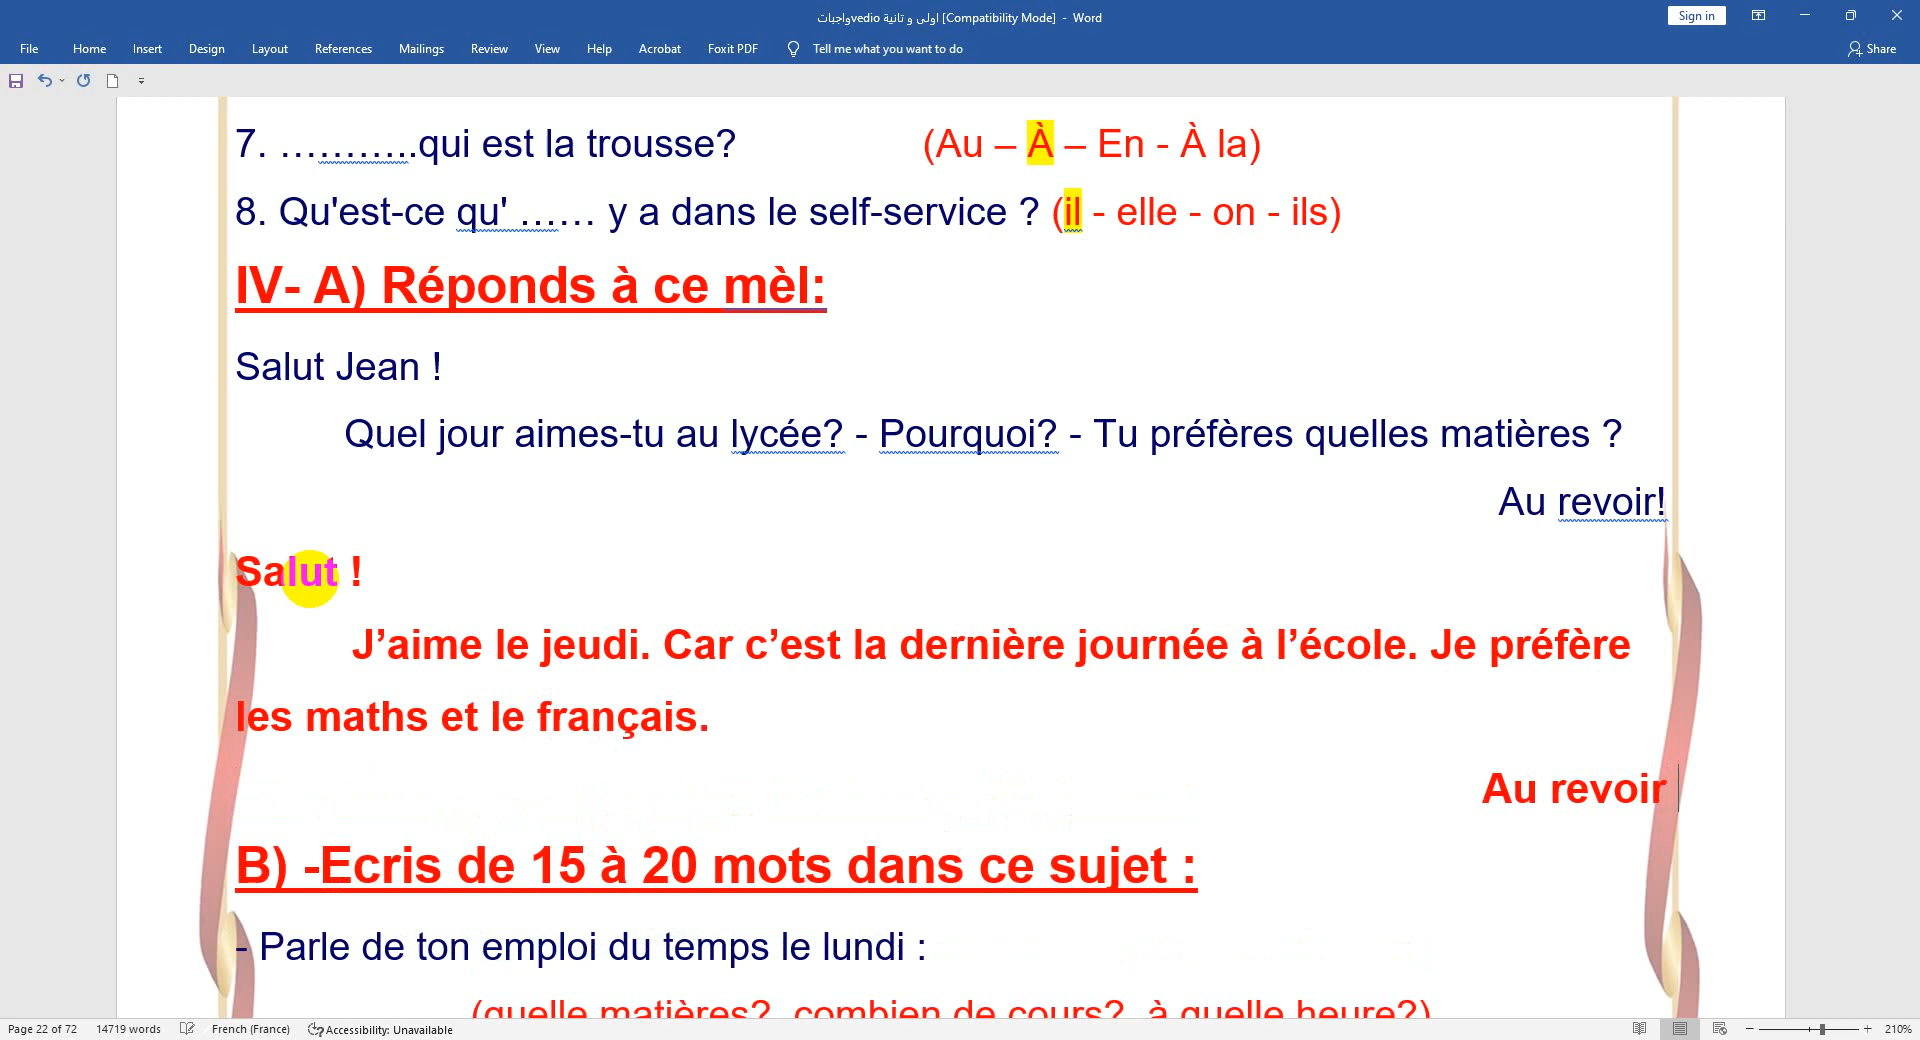 واجباتvedio اولى و تانية [Compatibility Mode] - Word
Sign in
File Home Insert Design Layout References Mailings Review View Help Acrobat Foxit PDF Tell me what you want to do Share
7. ………..qui est la trousse? (Au – À – En - À la)
8. Qu'est-ce qu' …… y a dans le self-service ? (il - elle - on - ils)
IV- A) Réponds à ce mèl:
Salut Jean !
Quel jour aimes-tu au lycée? - Pourquoi? - Tu préfères quelles matières ?
Au revoir!
Salut !
J’aime le jeudi. Car c’est la dernière journée à l’école. Je préfère
les maths et le français.
Au revoir
B) -Ecris de 15 à 20 mots dans ce sujet :
- Parle de ton emploi du temps le lundi :
(quelle matières?, combien de cours?, à quelle heure?)
Page 22 of 72 14719 words French (France) Accessibility: Unavailable 210%